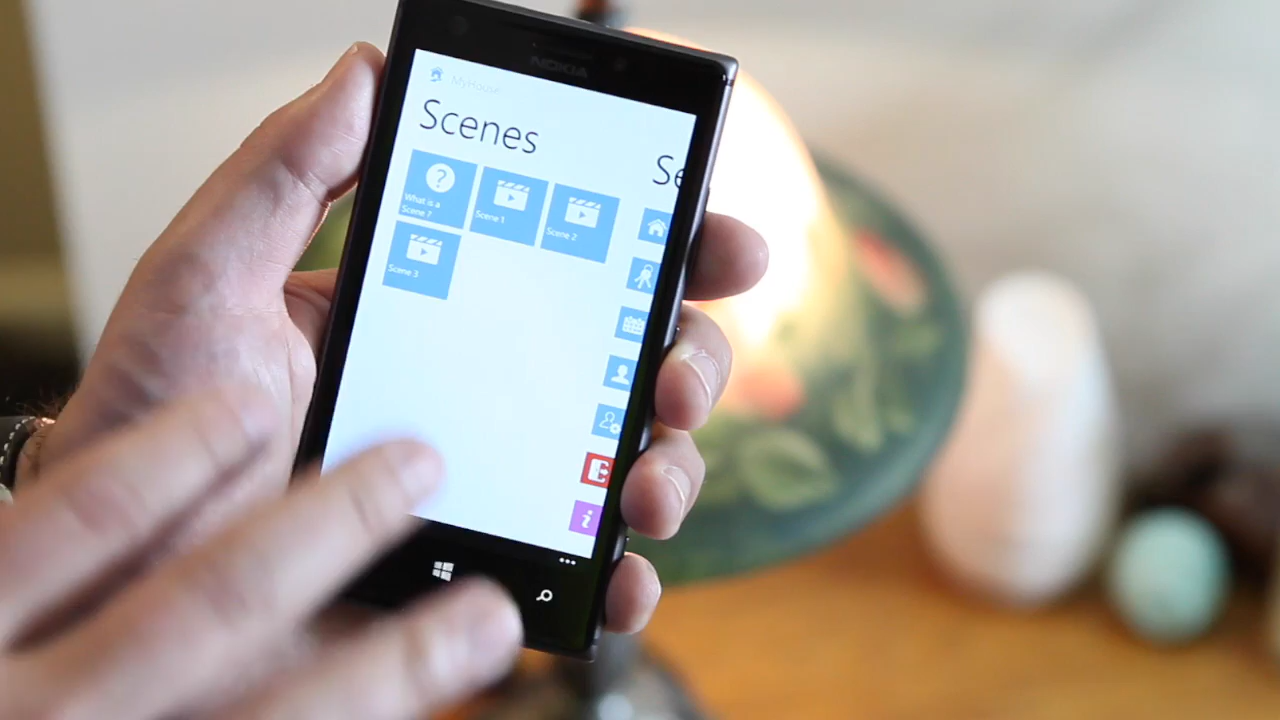 NOKIA
MyHouse
Scenes
Se
?
What is a
Scene ?
Scene 1
Scene 2
Scene 3
i